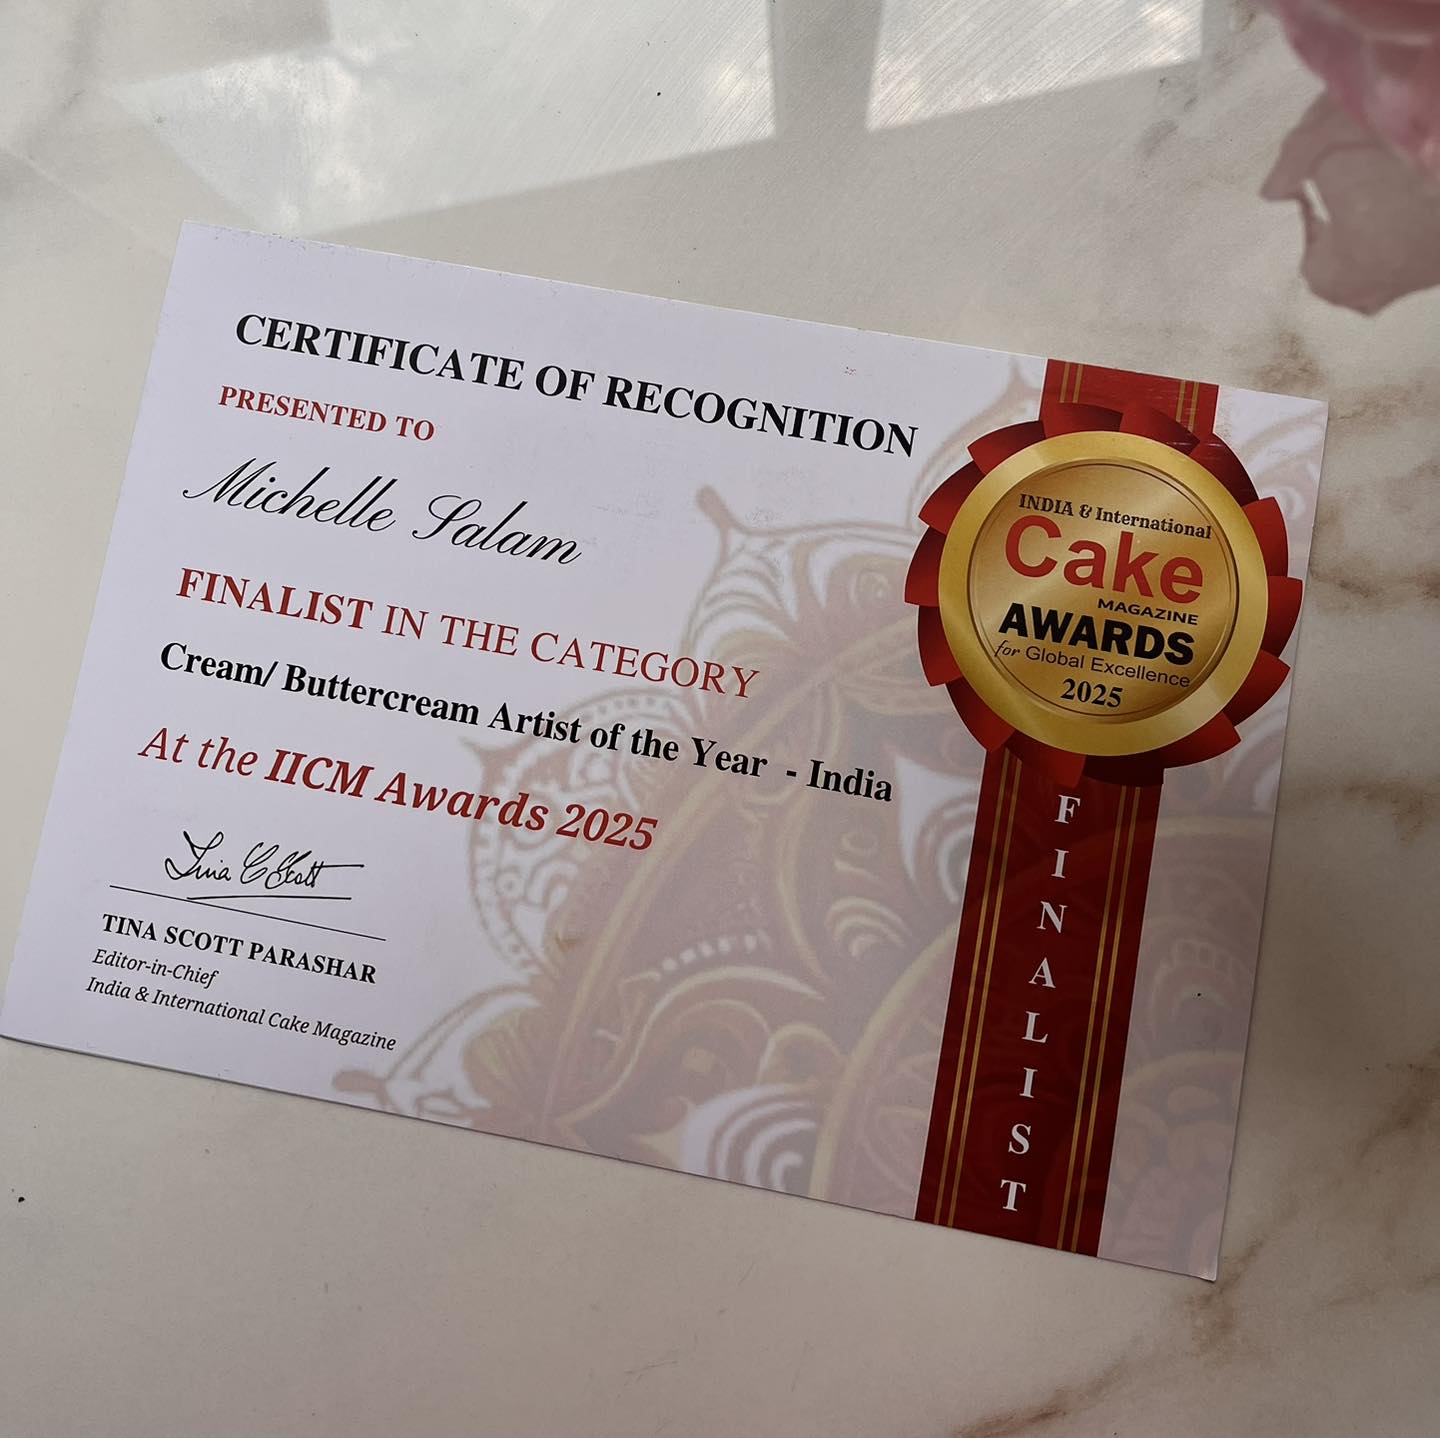 CERTIFICATE OF RECOGNITION
PRESENTED TO
Michelle Salam
FINALIST IN THE CATEGORY
Cream/ Buttercream Artist of the Year - India
At the IICM Awards 2025
Tina C Scott
TINA SCOTT PARASHAR
Editor-in-Chief
India & International Cake Magazine
INDIA & International
Cake
MAGAZINE
AWARDS
for Global Excellence
2025
FINALIST